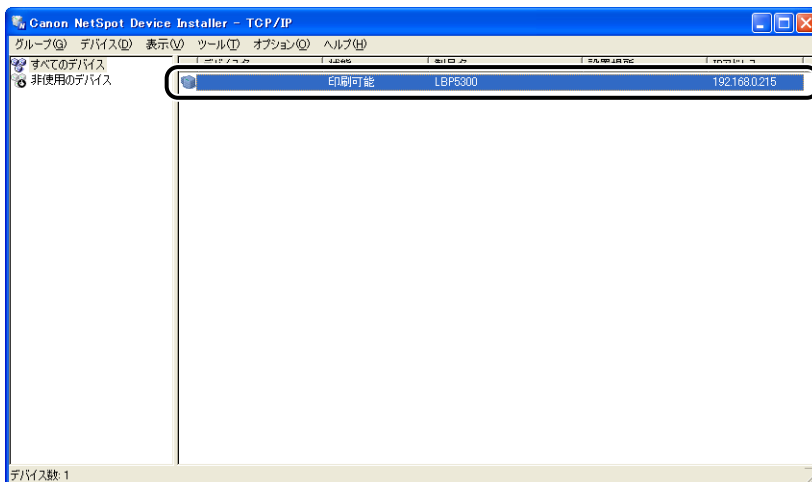 Canon NetSpot Device Installer - TCP/IP
グループ(G) デバイス(D) 表示(V) ツール(T) オプション(O) ヘルプ(H)
すべてのデバイス
非使用のデバイス
印刷可能 LBP5300 192.168.0.215
デバイス数: 1